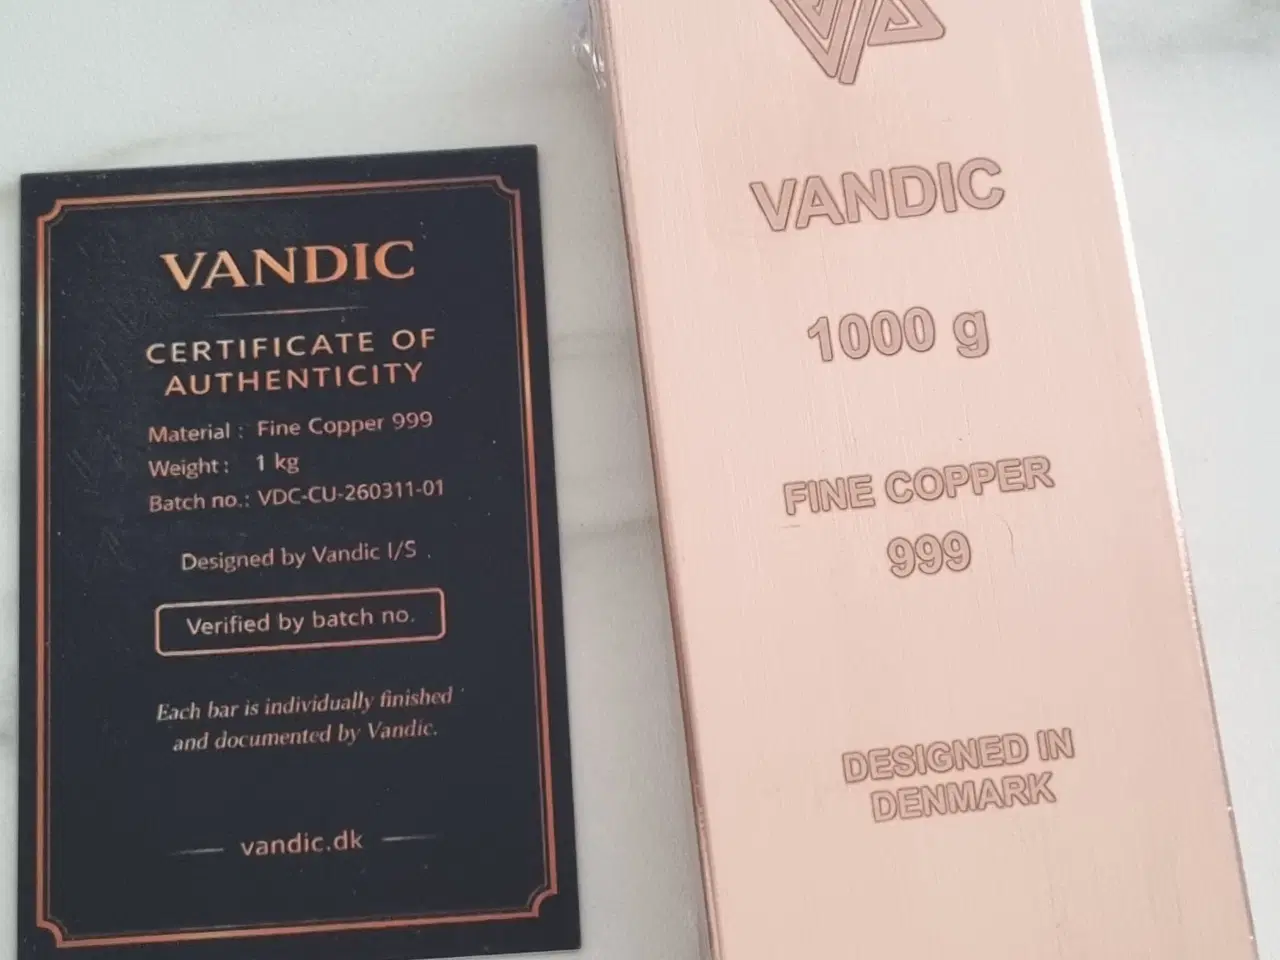 VANDIC
CERTIFICATE OF
AUTHENTICITY
Material : Fine Copper 999
Weight : 1 kg
Batch no.: VDC-CU-260311-01
Designed by Vandic I/S
Verified by batch no.
Each bar is individually finished
and documented by Vandic.
vandic.dk
VANDIC
1000 g
FINE COPPER
999
DESIGNED IN
DENMARK